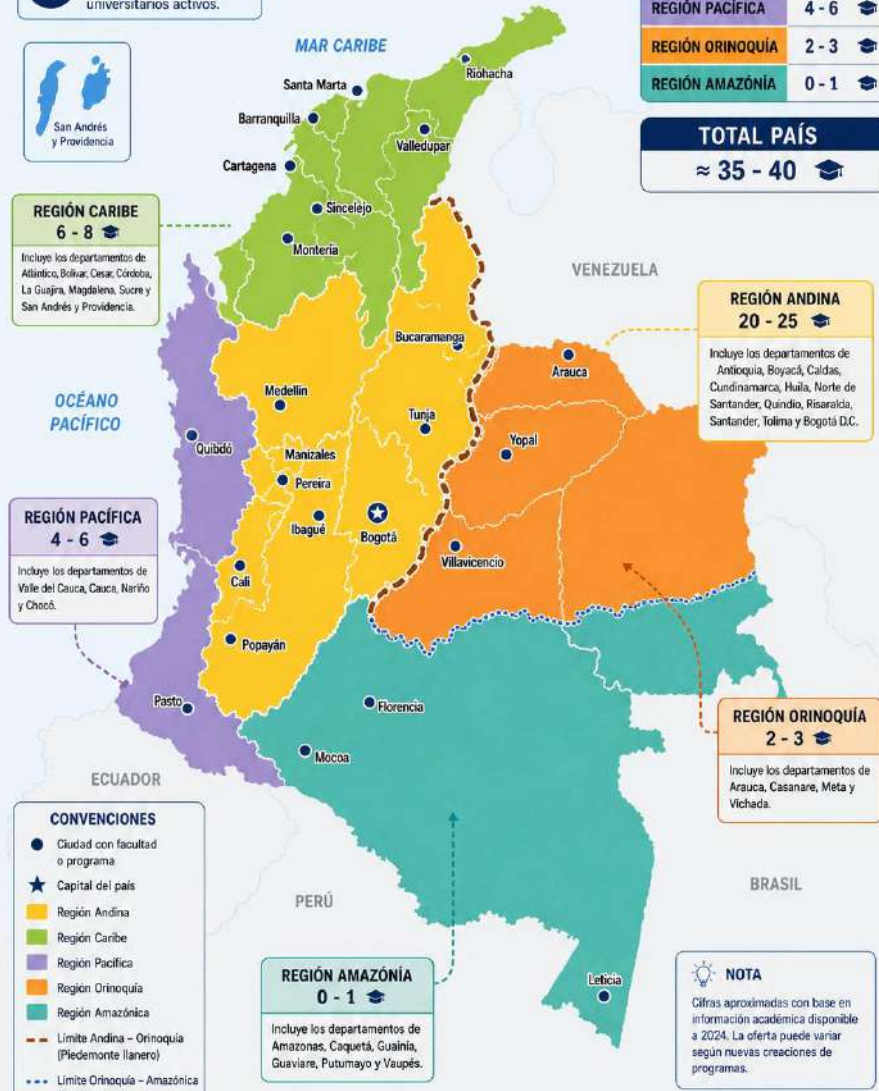 universitarios activos.
REGIÓN PACÍFICA 4 - 6
REGIÓN ORINOQUÍA 2 - 3
REGIÓN AMAZÓNÍA 0 - 1
TOTAL PAÍS
≈ 35 - 40
MAR CARIBE
San Andrés
y Providencia
Riohacha
Santa Marta
Barranquilla
Valledupar
Cartagena
Sincelejo
Montería
REGIÓN CARIBE
6 - 8
Incluye los departamentos de
Atlántico, Bolívar, Cesar, Córdoba,
La Guajira, Magdalena, Sucre y
San Andrés y Providencia.
VENEZUELA
REGIÓN ANDINA
20 - 25
Incluye los departamentos de
Antioquia, Boyacá, Caldas,
Cundinamarca, Huila, Norte de
Santander, Quindío, Risaralda,
Santander, Tolima y Bogotá D.C.
Bucaramanga
Arauca
OCÉANO
PACÍFICO
Medellín
Tunja
Quibdó
Yopal
Manizales
Pereira
Ibagué
Bogotá
Villavicencio
Cali
Popayán
REGIÓN PACÍFICA
4 - 6
Incluye los departamentos de
Valle del Cauca, Cauca, Nariño
y Chocó.
Pasto
Florencia
Mocoa
REGIÓN ORINOQUÍA
2 - 3
Incluye los departamentos de
Arauca, Casanare, Meta y
Vichada.
ECUADOR
PERÚ
BRASIL
Leticia
CONVENCIONES
Ciudad con facultad
o programa
Capital del país
Región Andina
Región Caribe
Región Pacífica
Región Orinoquía
Región Amazónica
Límite Andina – Orinoquía
(Piedemonte llanero)
Límite Orinoquía – Amazónica
REGIÓN AMAZÓNÍA
0 - 1
Incluye los departamentos de
Amazonas, Caquetá, Guainía,
Guaviare, Putumayo y Vaupés.
NOTA
Cifras aproximadas con base en
información académica disponible
a 2024. La oferta puede variar
según nuevas creaciones de
programas.